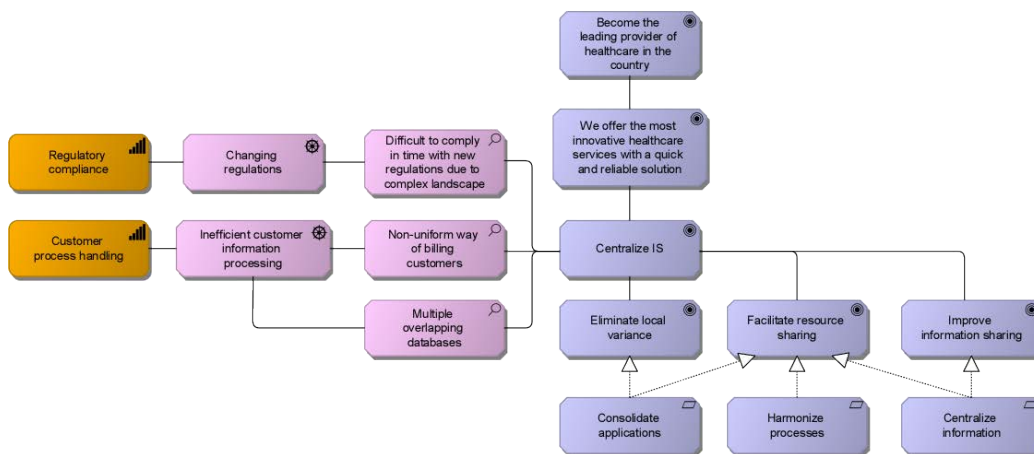 Become the
leading provider of
healthcare in the
country
We offer the most
innovative healthcare
services with a quick
and reliable solution
Regulatory
compliance
Changing
regulations
Difficult to comply
in time with new
regulations due to
complex landscape
Customer
process handling
Inefficient customer
information
processing
Non-uniform way
of billing
customers
Centralize IS
Multiple
overlapping
databases
Eliminate local
variance
Facilitate resource
sharing
Improve
information sharing
Consolidate
applications
Harmonize
processes
Centralize
information